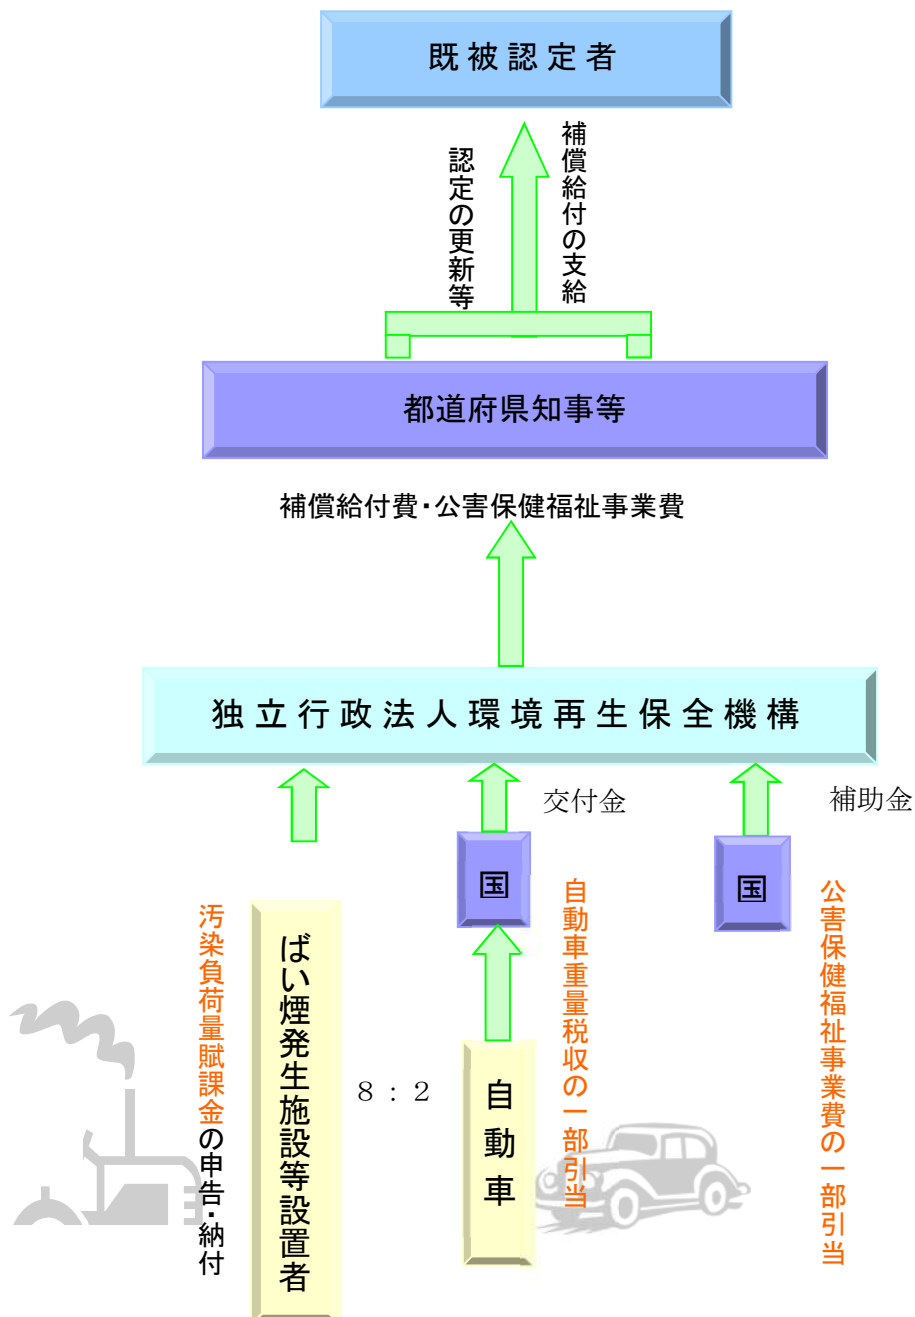 既被認定者
認定の更新等
補償給付の支給
都道府県知事等
補償給付費・公害保健福祉事業費
独立行政法人環境再生保全機構
交付金
補助金
国
国
汚染負荷量賦課金の申告・納付
ばい煙発生施設等設置者
８：２
自動車
自動車重量税収の一部引当
公害保健福祉事業費の一部引当